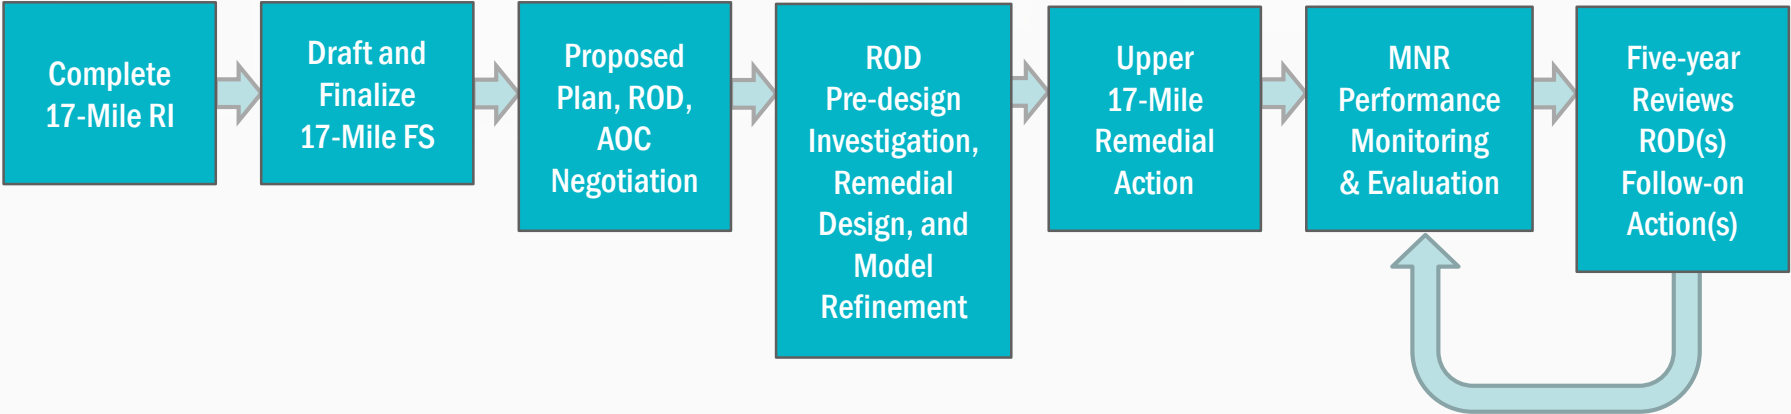 Complete
17-Mile RI
Draft and
Finalize
17-Mile FS
Proposed
Plan, ROD,
AOC
Negotiation
ROD
Pre-design
Investigation,
Remedial
Design, and
Model
Refinement
Upper
17-Mile
Remedial
Action
MNR
Performance
Monitoring
& Evaluation
Five-year
Reviews
ROD(s)
Follow-on
Action(s)